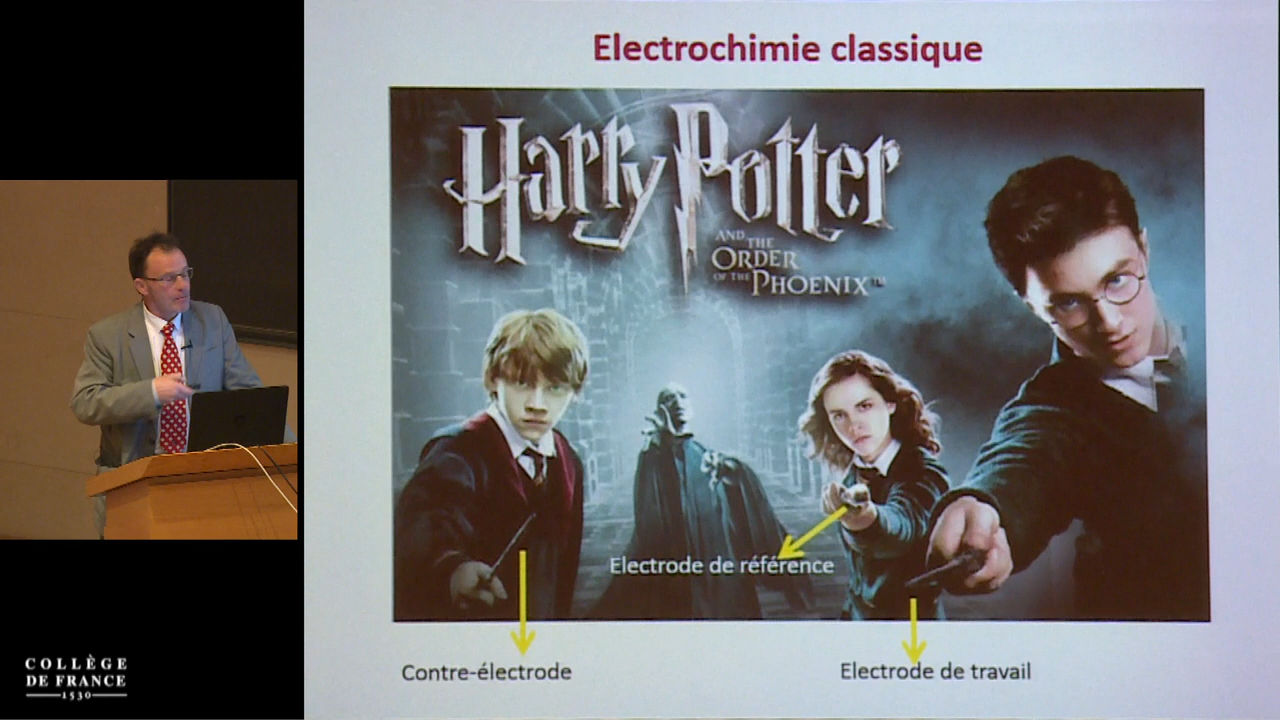 Electrochimie classique
Harry Potter
AND THE
ORDER
OF THE PHOENIX™
Electrode de référence
Contre-électrode
Electrode de travail
COLLÈGE
DE FRANCE
1530